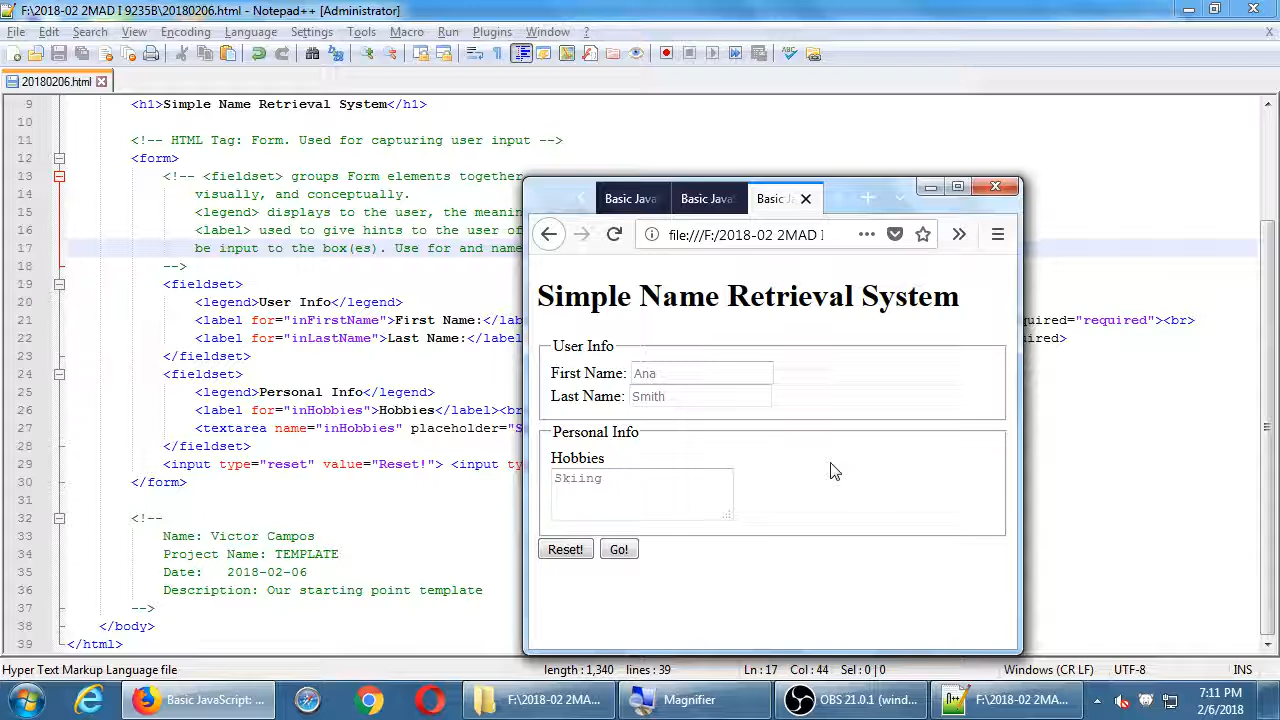 F:\2018-02 2MAD I 9235B\20180206.html - Notepad++ [Administrator]
File Edit Search View Encoding Language Settings Tools Macro Run Plugins Window ?
20180206.html
9 <h1>Simple Name Retrieval System</h1>
10
11 <!-- HTML Tag: Form. Used for capturing user input -->
12 <form>
13 <!-- <fieldset> groups Form elements together
14 visually, and conceptually.
15 <legend> displays to the user, the meanin
16 <label> used to give hints to the user of
17 be input to the box(es). Use for and name
18 -->
19 <fieldset>
20 <legend>User Info</legend>
21 <label for="inFirstName">First Name:</lab equired="required"><br>
22 <label for="inLastName">Last Name:</label ired>
23 </fieldset>
24 <fieldset>
25 <legend>Personal Info</legend>
26 <label for="inHobbies">Hobbies</label><br
27 <textarea name="inHobbies" placeholder="S
28 </fieldset>
29 <input type="reset" value="Reset!"> <input ty
30 </form>
31
32 <!--
33 Name: Victor Campos
34 Project Name: TEMPLATE
35 Date: 2018-02-06
36 Description: Our starting point template
37 -->
38 </body>
39 </html>
Basic Java Basic Java Basic J
file:///F:/2018-02 2MAD I
Simple Name Retrieval System
User Info
First Name: Ana
Last Name: Smith
Personal Info
Hobbies
Skiing
Reset! Go!
Hyper Text Markup Language file length : 1,340 lines : 39 Ln : 17 Col : 44 Sel : 0 | 0 Windows (CR LF) UTF-8 INS
Basic JavaScript: ... F:\2018-02 2MA... Magnifier OBS 21.0.1 (wind... F:\2018-02 2MA... 7:11 PM
2/6/2018